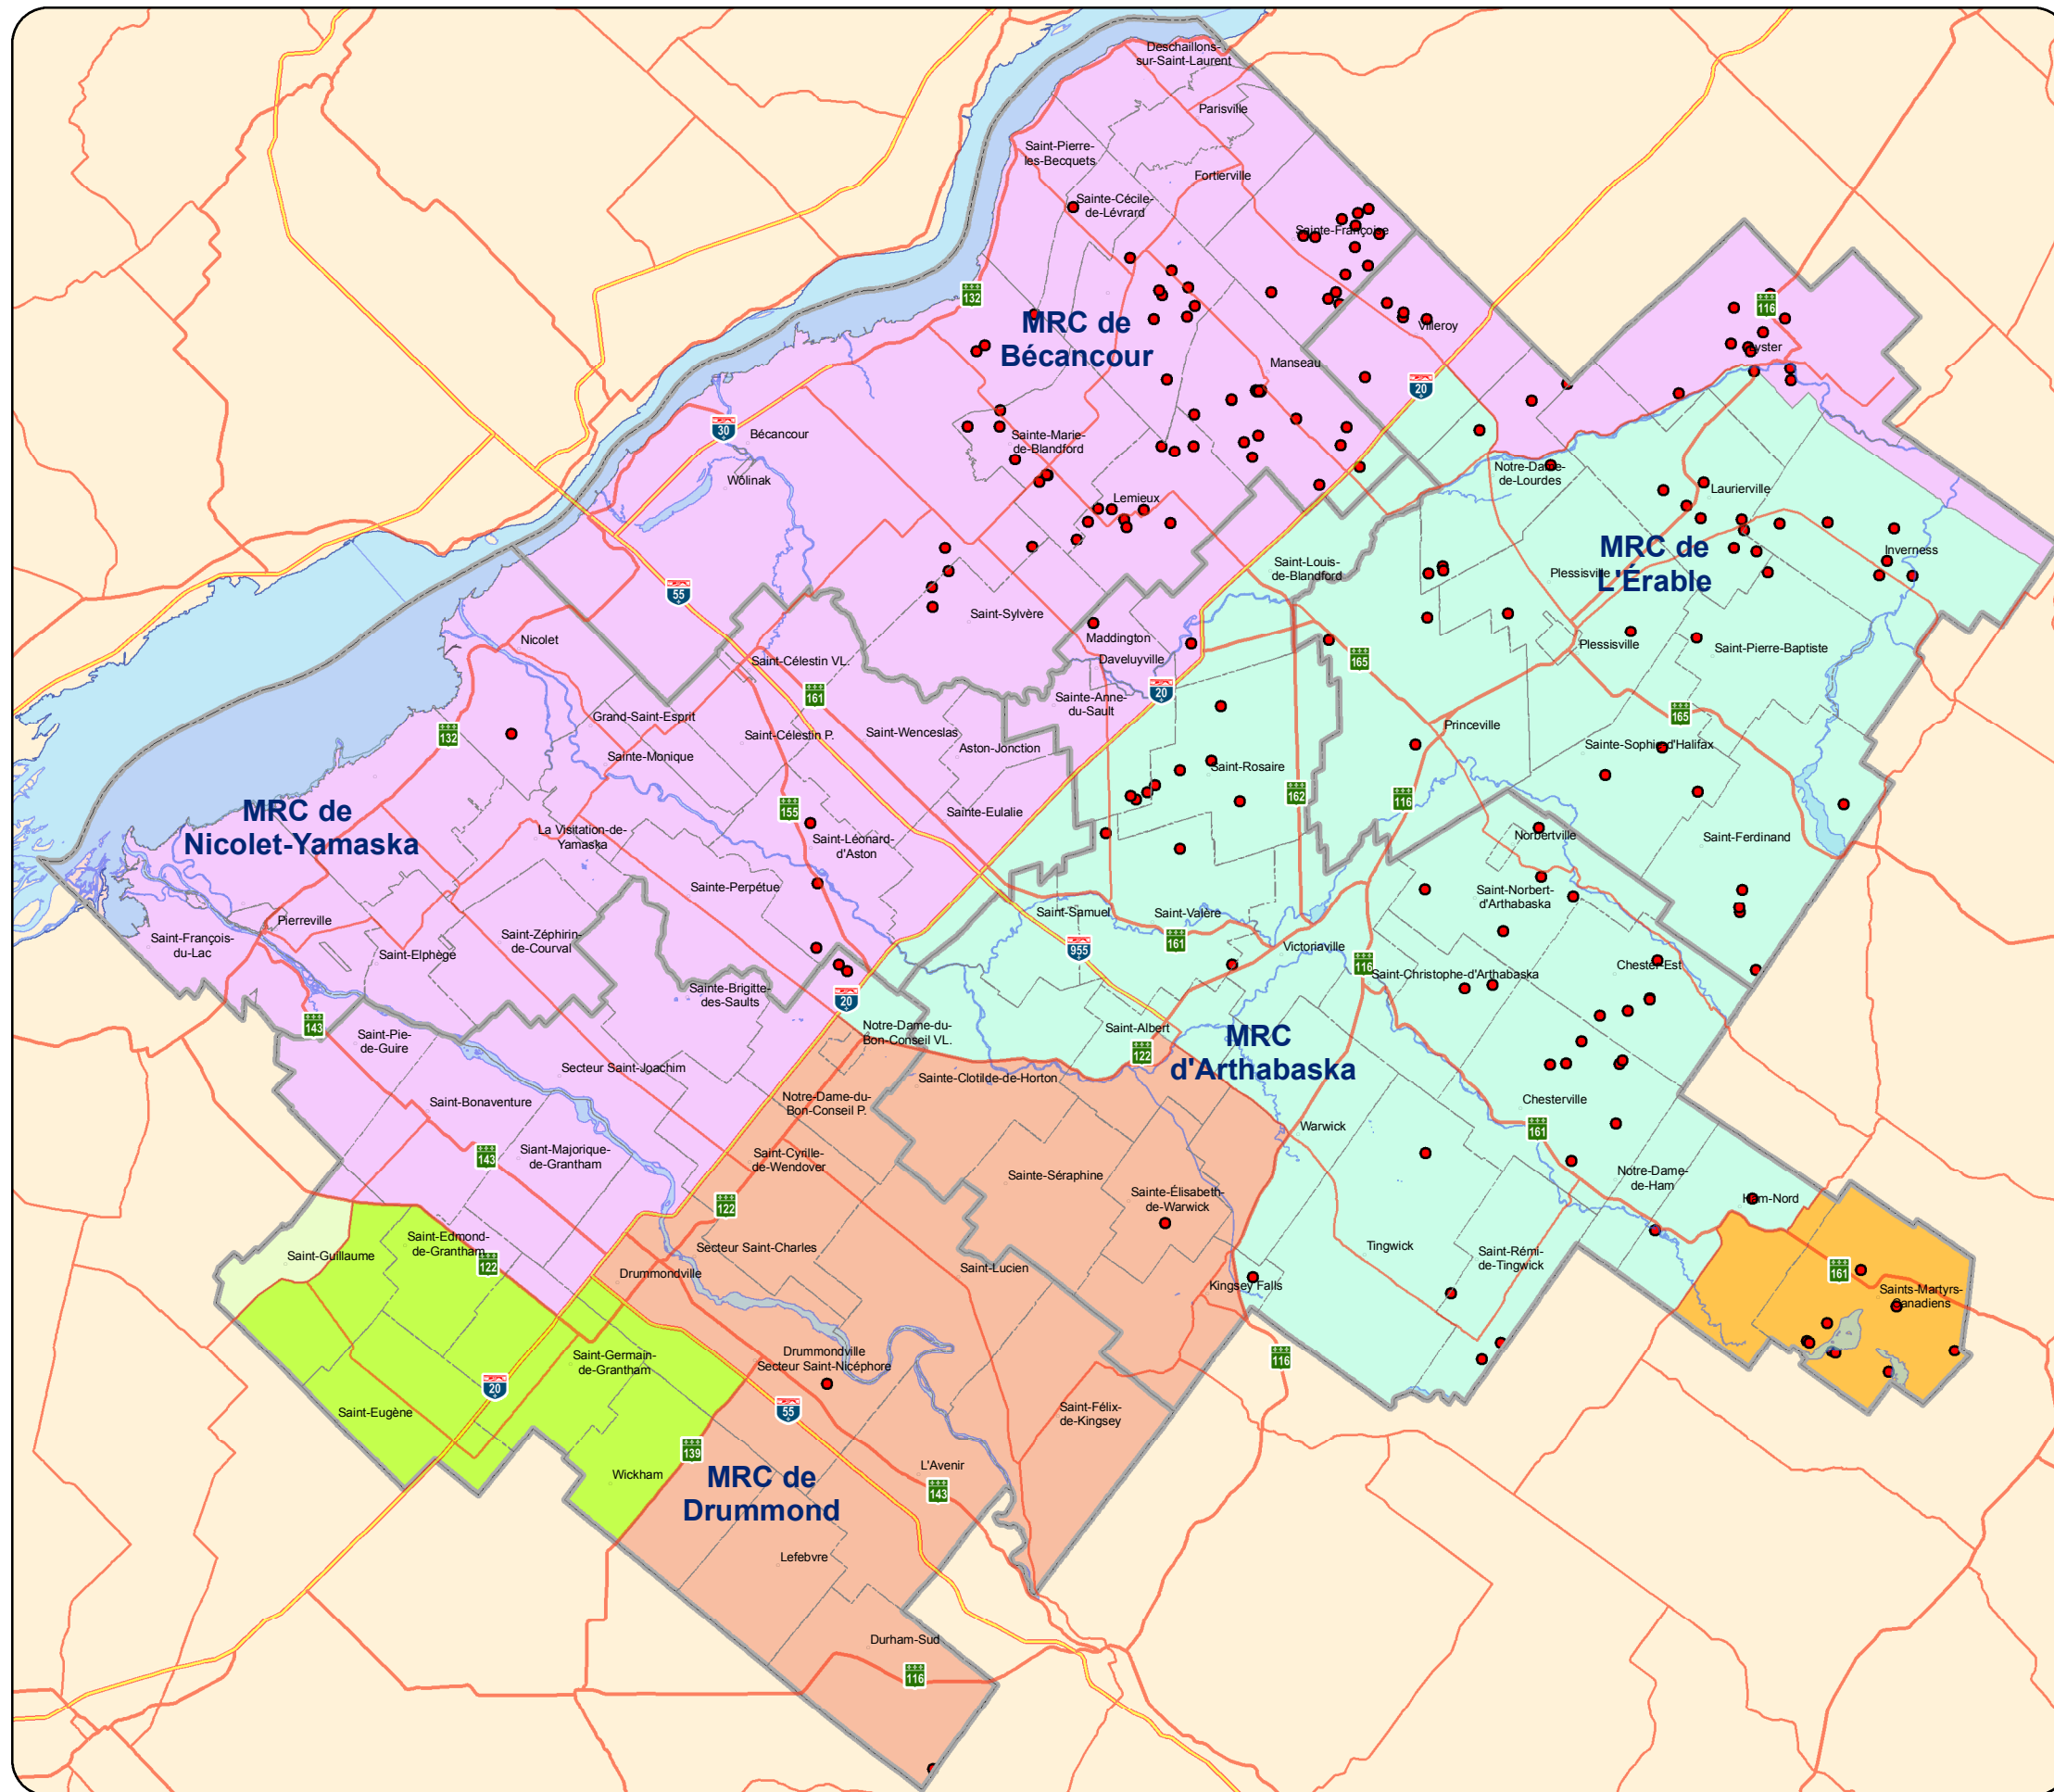 Deschaillons-
sur-Saint-Laurent
Parisville
Saint-Pierre-
les-Becquets
Fortierville
Sainte-Cécile-
de-Lévrard
Sainte-Françoise
132
116
MRC de
Bécancour
Villeroy
Lyster
Manseau
20
30
Bécancour
Sainte-Marie-
de-Blandford
Wôlinak
Notre-Dame-
de-Lourdes
Laurierville
Lemieux
MRC de
L'Érable
Inverness
Saint-Louis-
de-Blandford
Plessisville
55
Saint-Sylvère
Nicolet
Maddington
Plessisville
Saint-Pierre-Baptiste
Saint-Célestin VL.
Daveluyville
165
161
20
Sainte-Anne-
du-Sault
Grand-Saint-Esprit
165
132
Saint-Célestin P.
Saint-Wenceslas
Princeville
Sainte-Monique
Aston-Jonction
Sainte-Sophie-d'Halifax
Saint-Rosaire
155
162
116
MRC de
Nicolet-Yamaska
Sainte-Eulalie
La Visitation-de-
Yamaska
Saint-Léonard-
d'Aston
Norbertville
Saint-Ferdinand
Sainte-Perpétue
Saint-Norbert-
d'Arthabaska
Pierreville
Saint-Samuel
Saint-Valère
Saint-François-
du-Lac
Saint-Zéphirin-
de-Courval
Saint-Elphège
955
161
Victoriaville
116
Saint-Christophe-d'Arthabaska
Chester-Est
Sainte-Brigitte-
des-Saults
20
143
Saint-Pie-
de-Guire
Notre-Dame-du-
Bon-Conseil VL.
Saint-Albert
122
MRC
d'Arthabaska
Secteur Saint-Joachim
Sainte-Clotilde-de-Horton
Saint-Bonaventure
Notre-Dame-du-
Bon-Conseil P.
Chesterville
Warwick
161
143
Siant-Majorique-
de-Grantham
Saint-Cyrille-
de-Wendover
Sainte-Séraphine
Notre-Dame-
de-Ham
Sainte-Élisabeth-
de-Warwick
Ham-Nord
122
Saint-Edmond-
de-Grantham
122
Saint-Guillaume
Secteur Saint-Charles
Tingwick
Saint-Rémi-
de-Tingwick
Drummondville
Saint-Lucien
161
Kingsey Falls
Saints-Martyrs-
Canadiens
Saint-Germain-
de-Grantham
Drummondville
Secteur Saint-Nicéphore
116
20
Saint-Eugène
55
Saint-Félix-
de-Kingsey
139
Wickham
L'Avenir
MRC de
Drummond
143
Lefebvre
Durham-Sud
116